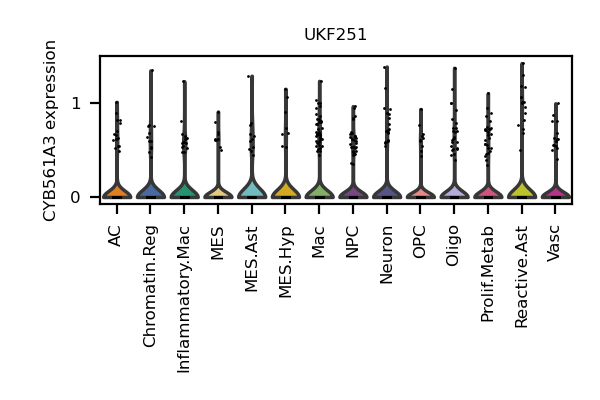 UKF251
CYB561A3 expression
1
0
AC
Chromatin.Reg
Inflammatory.Mac
MES
MES.Ast
MES.Hyp
Mac
NPC
Neuron
OPC
Oligo
Prolif.Metab
Reactive.Ast
Vasc